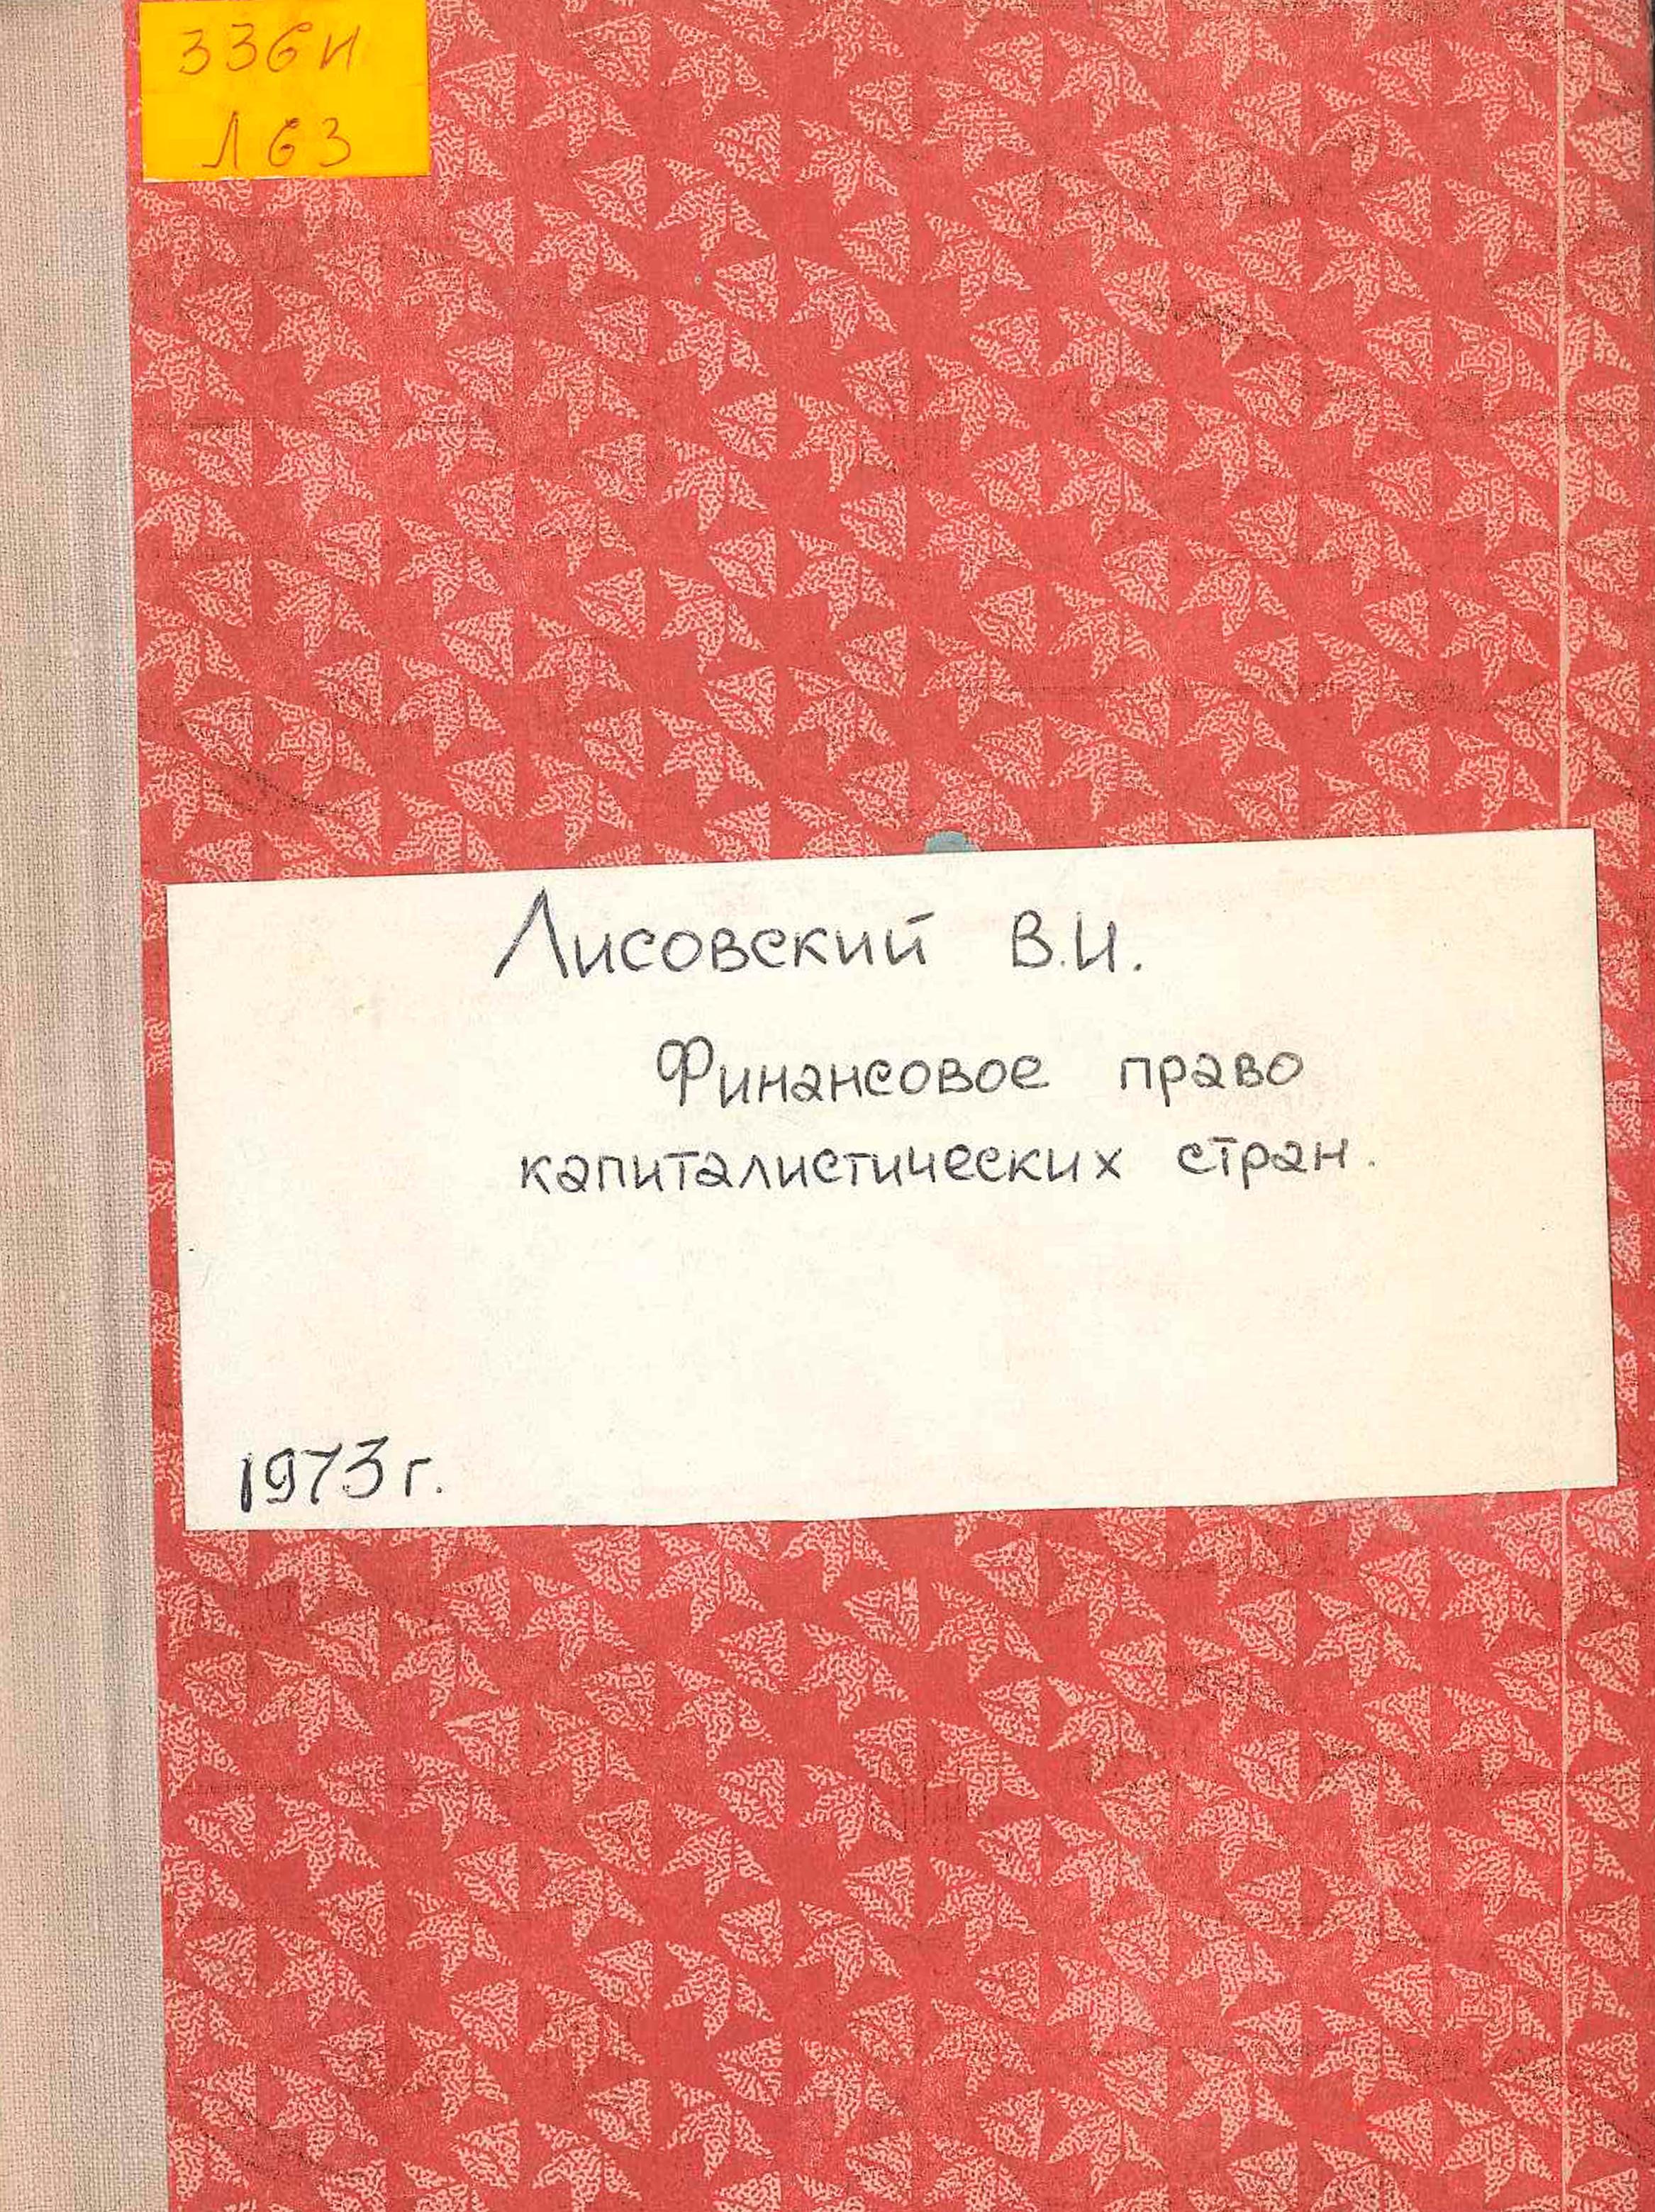 336И
Л63
Лисовский В.И.
Финансовое право
капиталистических стран.
1973г.